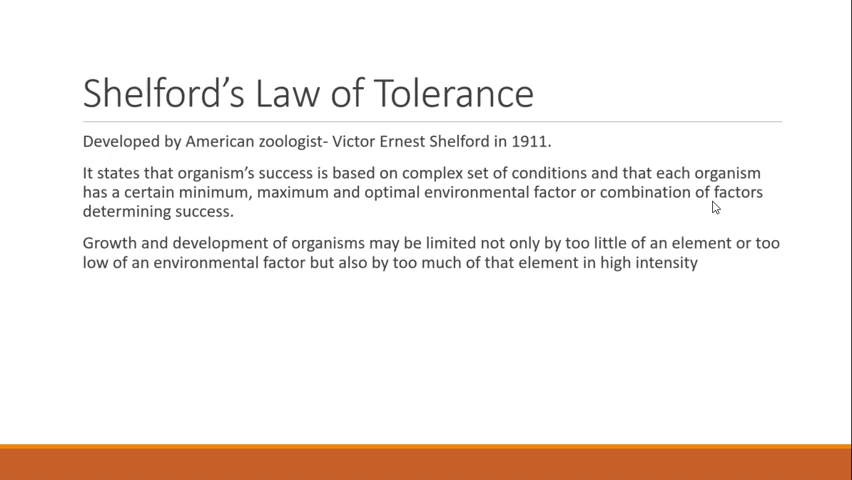 Shelford’s Law of Tolerance
Developed by American zoologist- Victor Ernest Shelford in 1911.
It states that organism’s success is based on complex set of conditions and that each organism
has a certain minimum, maximum and optimal environmental factor or combination of factors
determining success.
Growth and development of organisms may be limited not only by too little of an element or too
low of an environmental factor but also by too much of that element in high intensity